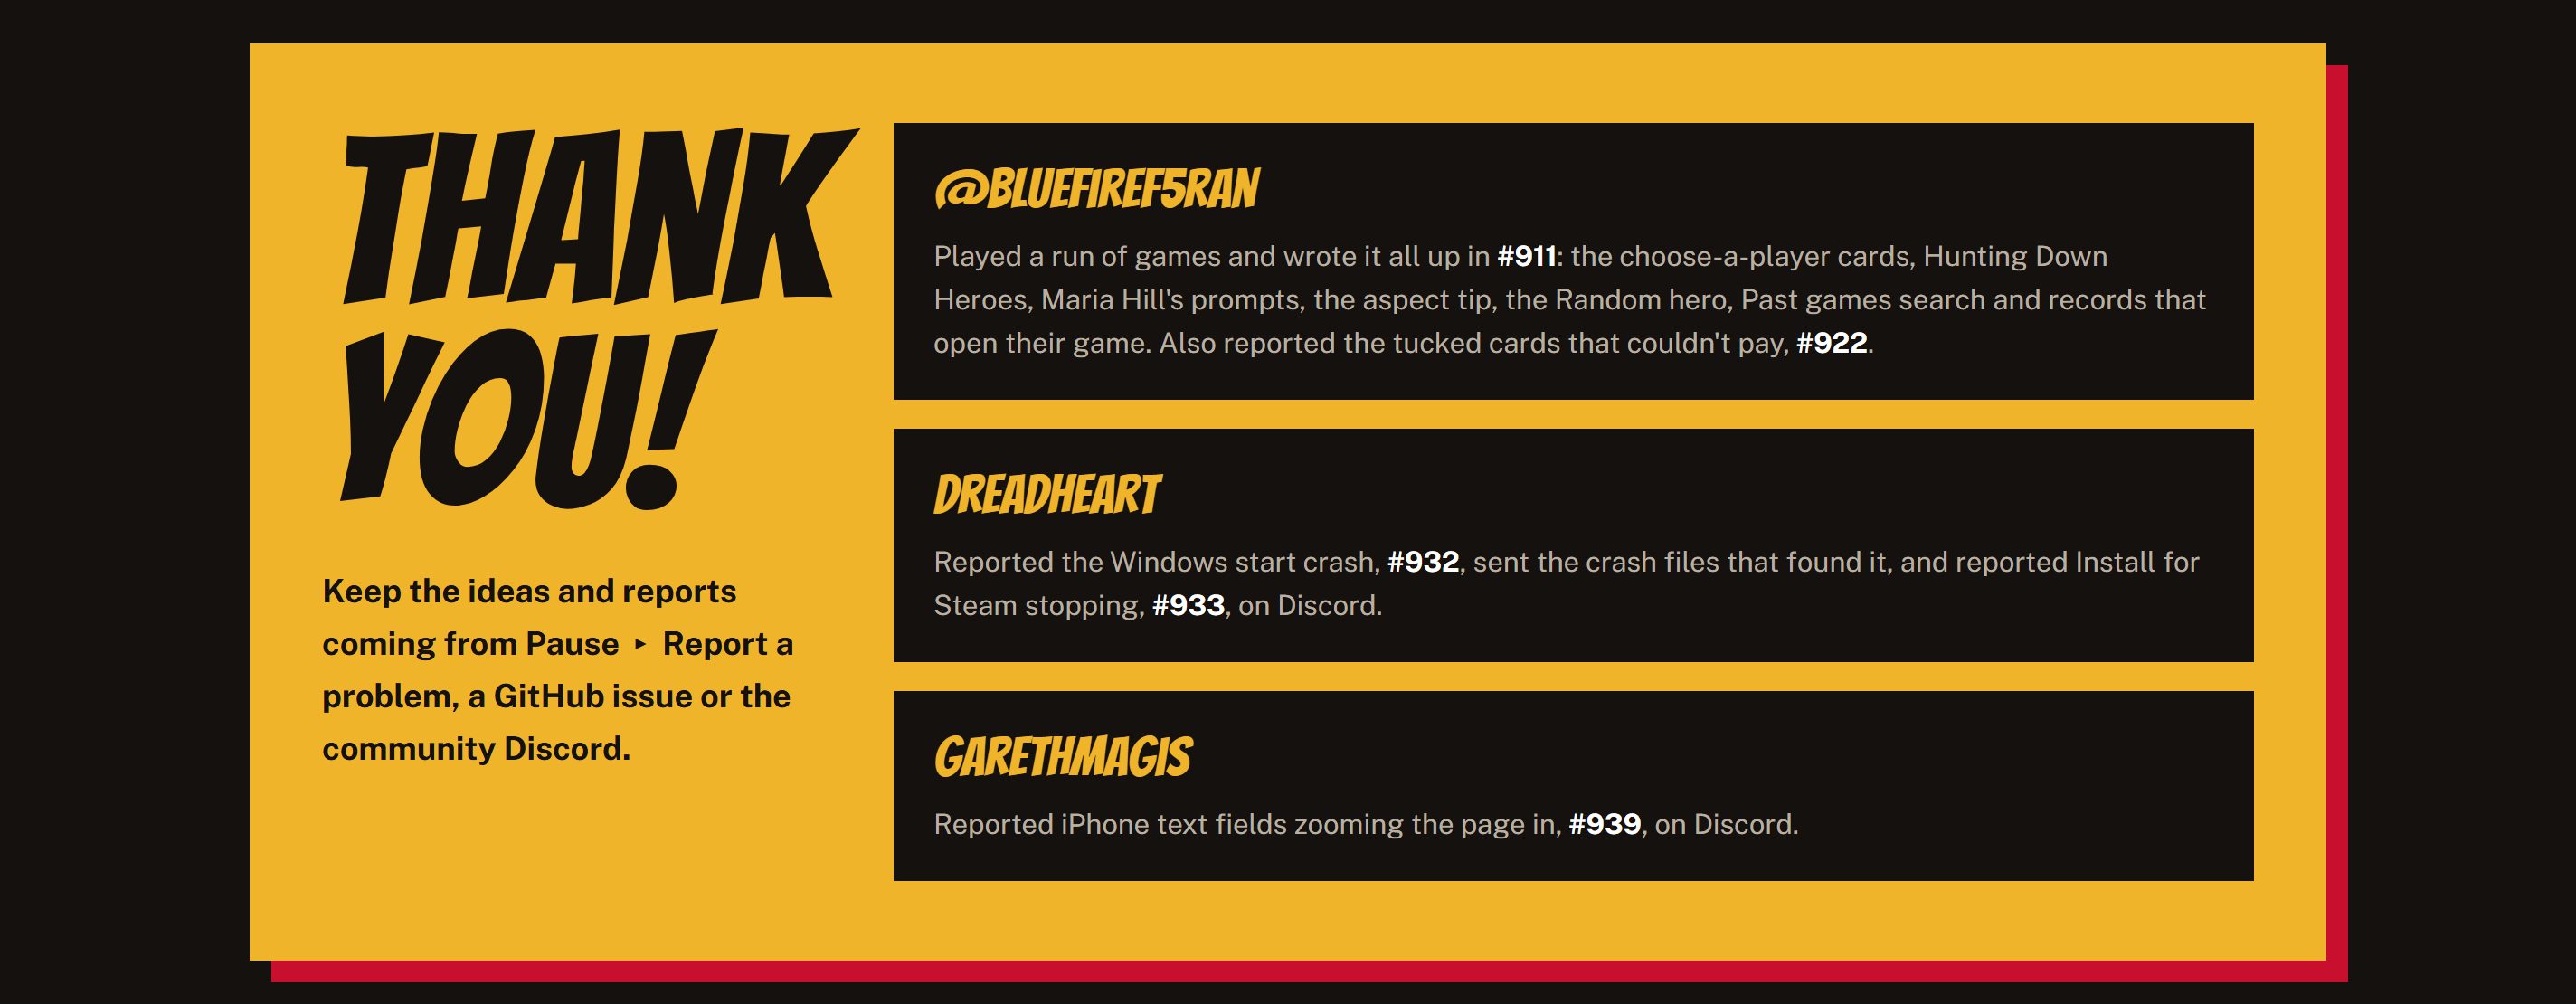 THANK
YOU!
Keep the ideas and reports
coming from Pause ▸ Report a
problem, a GitHub issue or the
community Discord.
@BLUEFIREF5RAN
Played a run of games and wrote it all up in #911: the choose-a-player cards, Hunting Down
Heroes, Maria Hill's prompts, the aspect tip, the Random hero, Past games search and records that
open their game. Also reported the tucked cards that couldn't pay, #922.
DREADHEART
Reported the Windows start crash, #932, sent the crash files that found it, and reported Install for
Steam stopping, #933, on Discord.
GARETHMAGIS
Reported iPhone text fields zooming the page in, #939, on Discord.